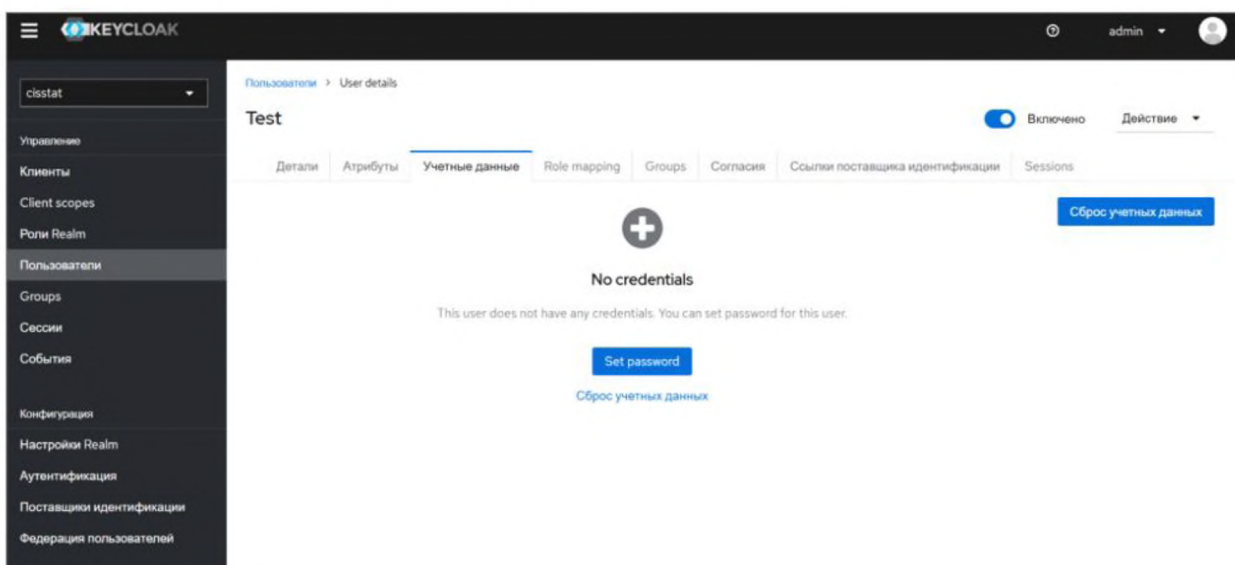 KEYCLOAK
admin
cisstat
Управление
Клиенты
Client scopes
Роли Realm
Пользователи
Groups
Сессии
События
Конфигурация
Настройки Realm
Аутентификация
Поставщики идентификации
Федерация пользователей
Пользователи > User details
Test
Включено
Действие
Детали Атрибуты Учетные данные Role mapping Groups Согласия Ссылки поставщика идентификации Sessions
Сброс учетных данных
No credentials
This user does not have any credentials. You can set password for this user.
Set password
Сброс учетных данных